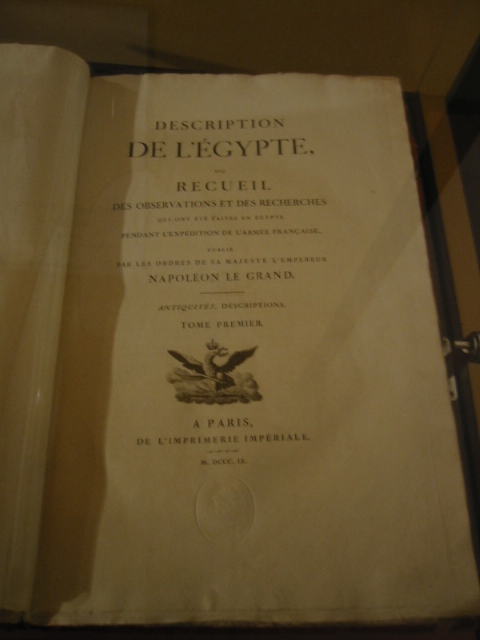 DESCRIPTION
DE L'ÉGYPTE,
OU
RECUEIL
DES OBSERVATIONS ET DES RECHERCHES
QUI ONT ÉTÉ FAITES EN ÉGYPTE
PENDANT L'EXPÉDITION DE L'ARMÉE FRANÇAISE,
PUBLIÉ
PAR LES ORDRES DE SA MAJESTÉ L'EMPEREUR
NAPOLÉON LE GRAND.
ANTIQUITÉS, DESCRIPTIONS.
TOME PREMIER.
A PARIS,
DE L'IMPRIMERIE IMPÉRIALE.
M. DCCC. IX.